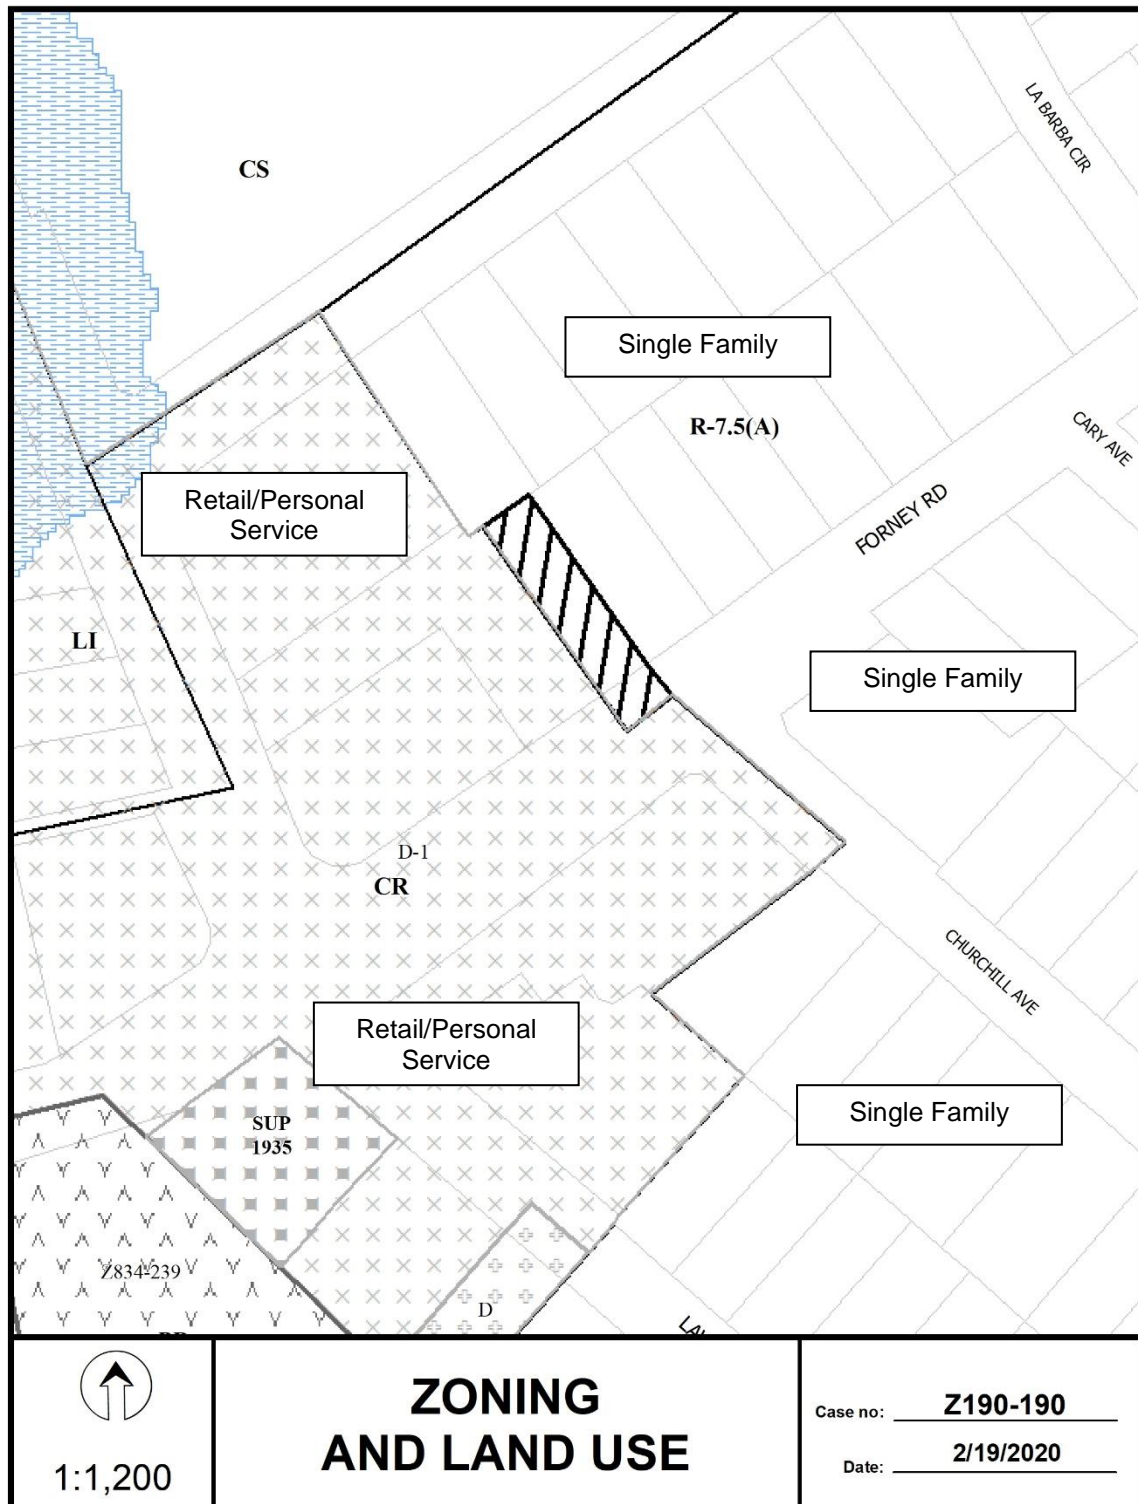 LA BARBA CIR
CS
Single Family
R-7.5(A)
CARY AVE
Retail/Personal
Service
FORNEY RD
LI
Single Family
D-1
CR
CHURCHILL AVE
Retail/Personal
Service
Single Family
SUP
1935
Z834-239
D
1:1,200
ZONING
AND LAND USE
Case no: Z190-190
Date: 2/19/2020